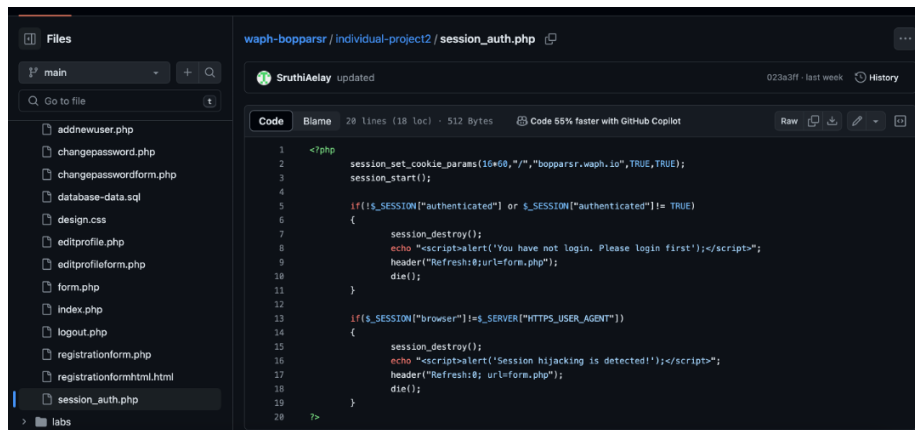 Files
main
Go to file
t
addnewuser.php
changepassword.php
changepasswordform.php
database-data.sql
design.css
editprofile.php
editprofileform.php
form.php
index.php
logout.php
registrationform.php
registrationformhtml.html
session_auth.php
labs
waph-bopparsr / individual-project2 / session_auth.php
SruthiAelay updated
023a3ff · last week History
Code Blame 20 lines (18 loc) · 512 Bytes Code 55% faster with GitHub Copilot Raw
1 <?php
2 session_set_cookie_params(16*60,"/","bopparsr.waph.io",TRUE,TRUE);
3 session_start();
4
5 if(!$_SESSION["authenticated"] or $_SESSION["authenticated"]!= TRUE)
6 {
7 session_destroy();
8 echo "<script>alert('You have not login. Please login first');</script>";
9 header("Refresh:0;url=form.php");
10 die();
11 }
12
13 if($_SESSION["browser"]!=$_SERVER["HTTPS_USER_AGENT"])
14 {
15 session_destroy();
16 echo "<script>alert('Session hijacking is detected!');</script>";
17 header("Refresh:0; url=form.php");
18 die();
19 }
20 ?>